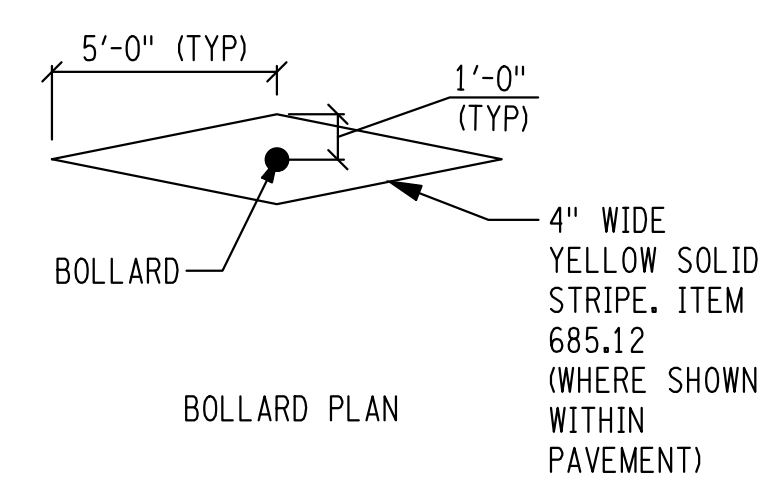 5'-0" (TYP)
1'-0"
(TYP)
BOLLARD
4" WIDE
YELLOW SOLID
STRIPE. ITEM
685.12
(WHERE SHOWN
WITHIN
PAVEMENT)
BOLLARD PLAN